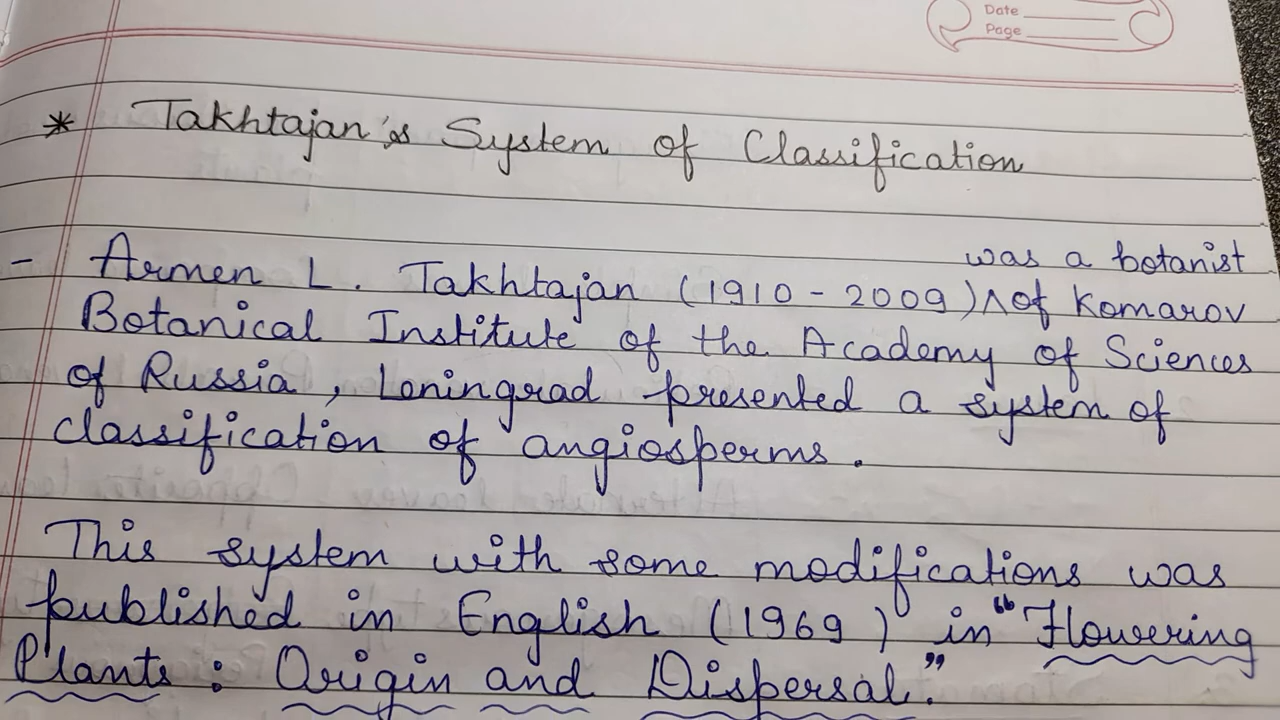 Date
Page
* Takhtajan's System of Classification
was a botanist
- Armen L. Takhtajan (1910 - 2009) ∧ of Komarov
Botanical Institute of the Academy of Sciences
of Russia, Leningrad presented a system of
classification of angiosperms.
This system with some modifications was
published in English (1969) in "Flowering
Plants : Origin and Dispersal."